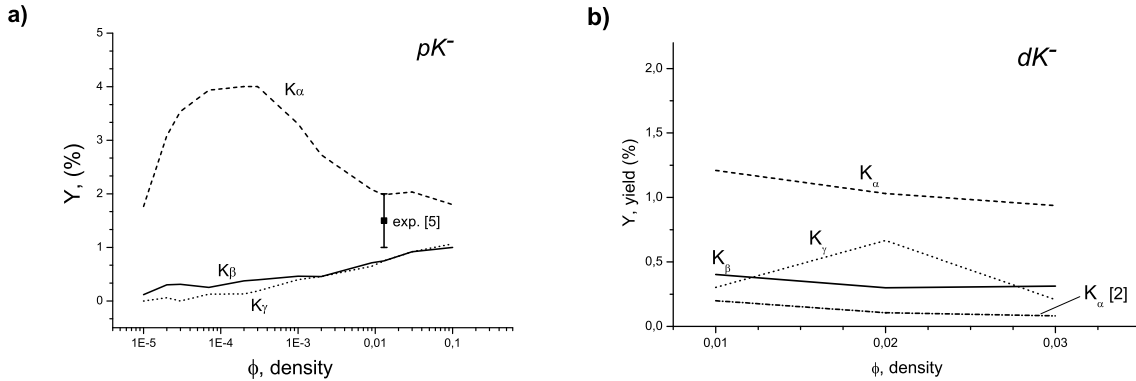 a)
pK-
5
4
3
2
1
0
Y, (%)
Kα
exp. [5]
Kβ
Kγ
1E-5 1E-4 1E-3 0,01 0,1
ϕ, density
b)
dK-
2,0
1,5
1,0
0,5
0,0
Y, yield (%)
Kα
Kγ
Kβ
Kα [2]
0,01 0,02 0,03
ϕ, density